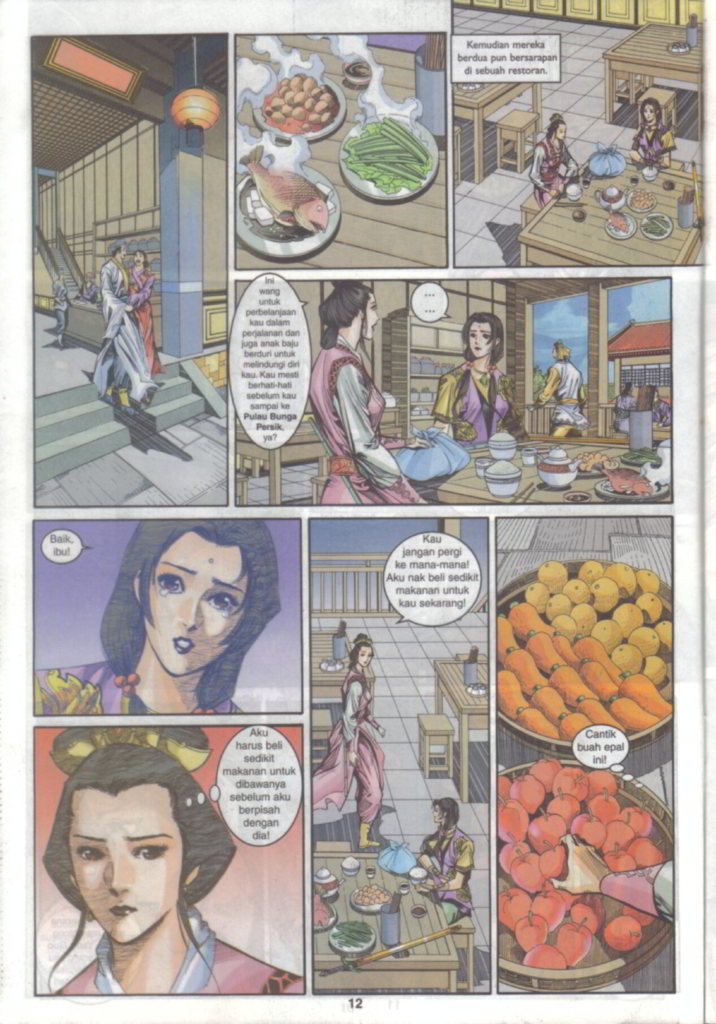 Kemudian mereka
berdua pun bersarapan
di sebuah restoran.
Ini
wang
untuk
perbelanjaan
kau dalam
perjalanan dan
juga anak baju
berduri untuk
melindungi diri
kau. Kau mesti
berhati-hati
sebelum kau
sampai ke
Pulau Bunga
Persik,
ya?
...
...
Baik,
ibu!
Aku
harus beli
sedikit
makanan untuk
dibawanya
sebelum aku
berpisah
dengan
dia!
Kau
jangan pergi
ke mana-mana!
Aku nak beli sedikit
makanan untuk
kau sekarang!
Cantik
buah epal
ini!
12